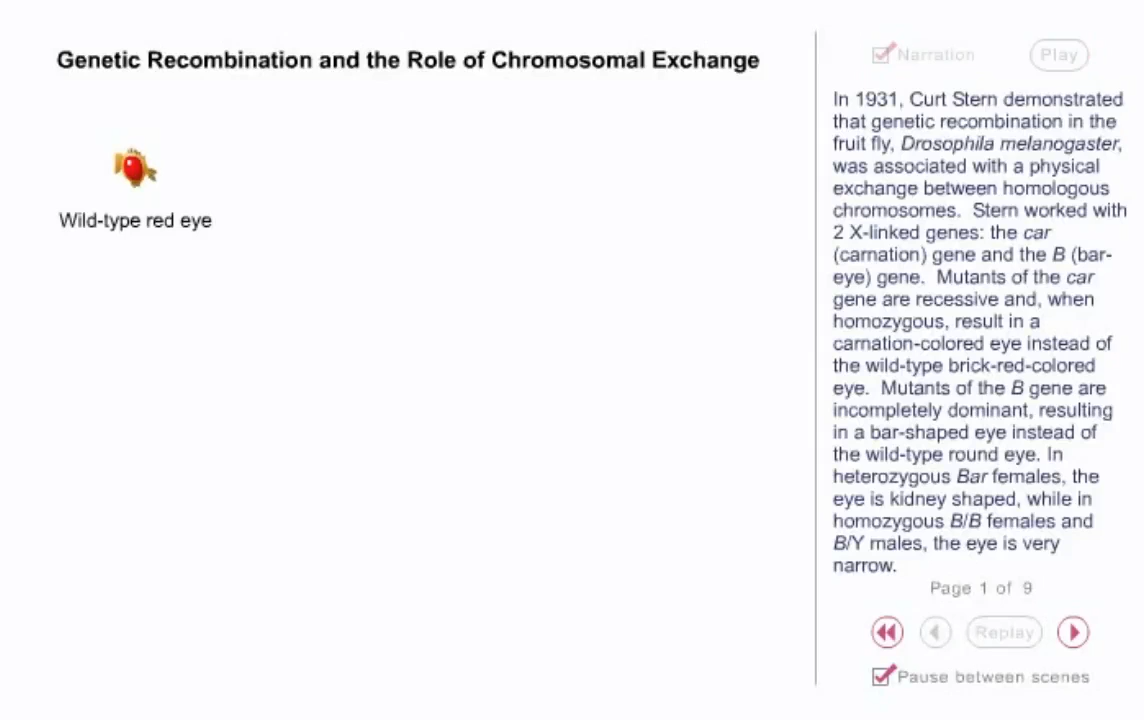 Genetic Recombination and the Role of Chromosomal Exchange
Wild-type red eye
Narration
Play
In 1931, Curt Stern demonstrated
that genetic recombination in the
fruit fly, Drosophila melanogaster,
was associated with a physical
exchange between homologous
chromosomes.  Stern worked with
2 X-linked genes: the car
(carnation) gene and the B (bar-
eye) gene.  Mutants of the car
gene are recessive and, when
homozygous, result in a
carnation-colored eye instead of
the wild-type brick-red-colored
eye.  Mutants of the B gene are
incompletely dominant, resulting
in a bar-shaped eye instead of
the wild-type round eye. In
heterozygous Bar females, the
eye is kidney shaped, while in
homozygous B/B females and
B/Y males, the eye is very
narrow.
Page 1 of 9
Replay
Pause between scenes